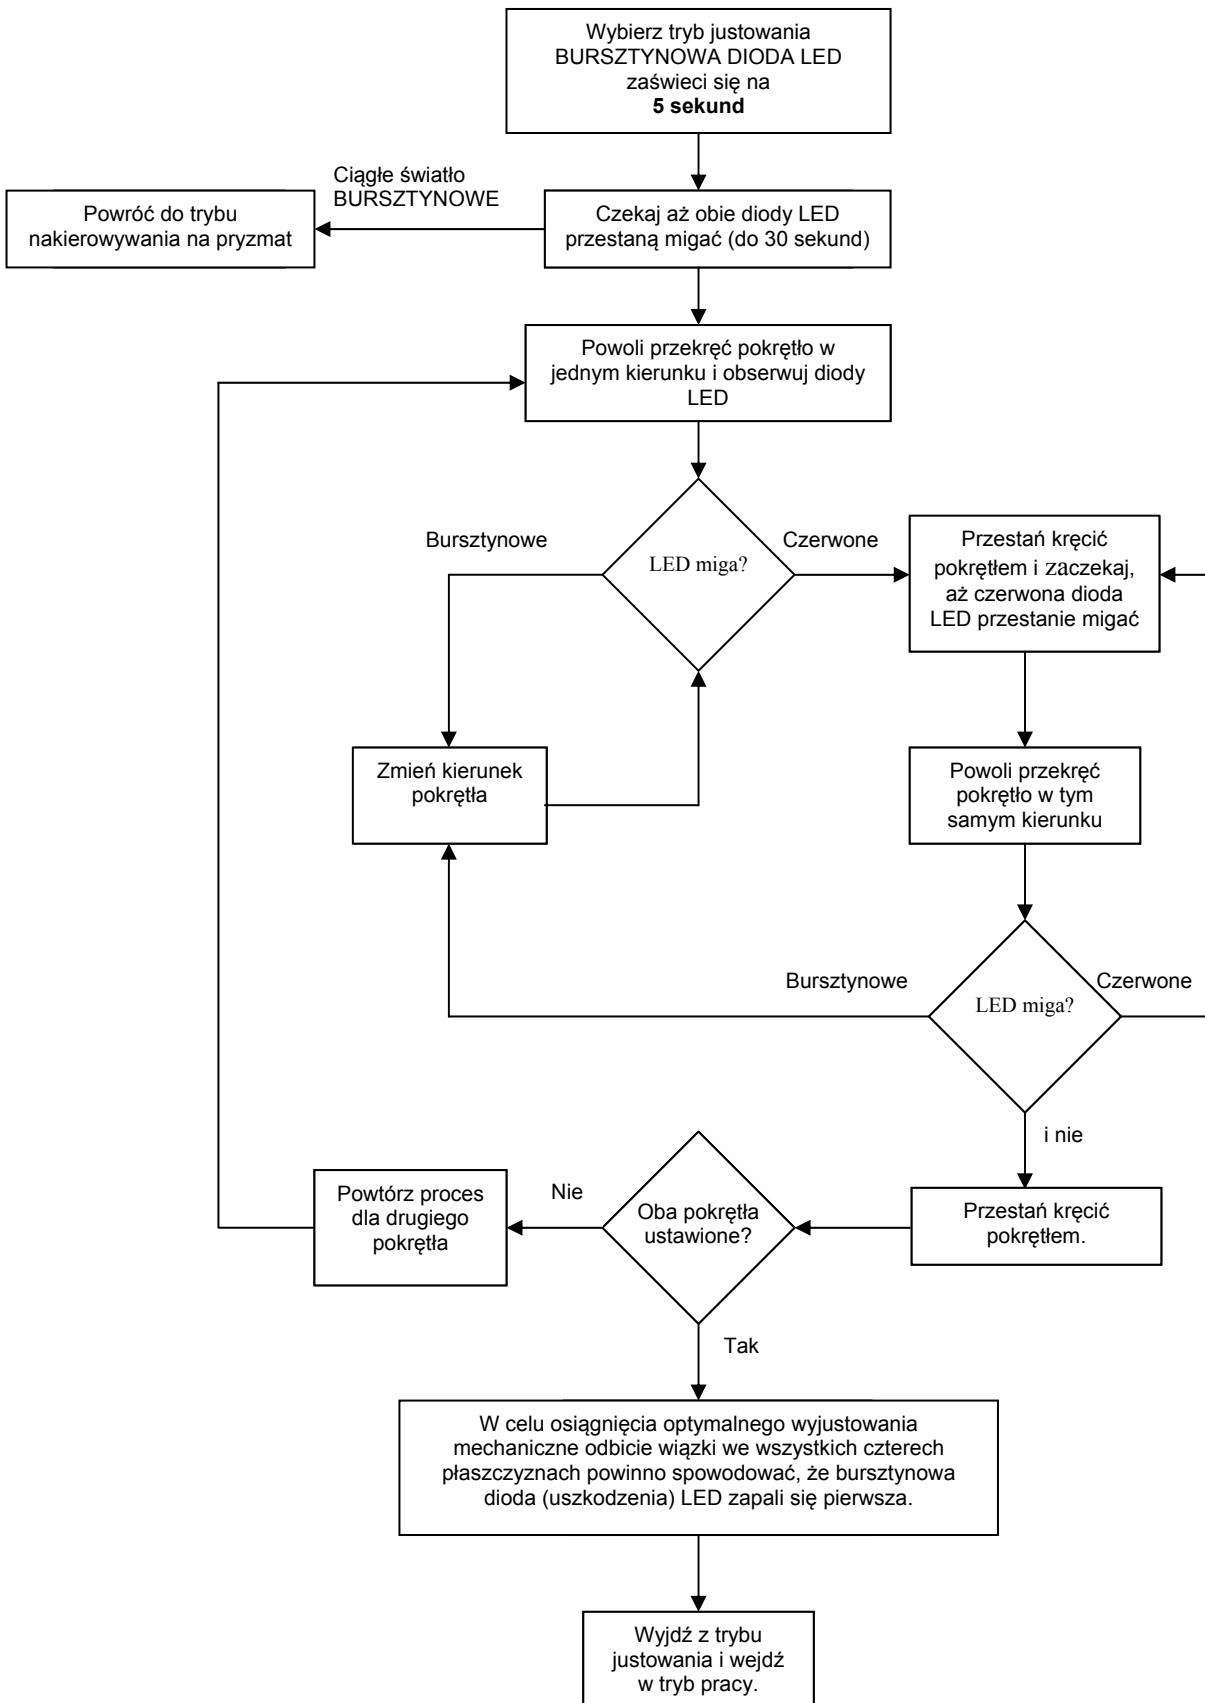 Wybierz tryb justowania
BURSZTYNOWA DIODA LED
zaświeci się na
5 sekund
Ciągłe światło
BURSZTYNOWE
Powróć do trybu
nakierowywania na pryzmat
Czekaj aż obie diody LED
przestaną migać (do 30 sekund)
Powoli przekręć pokrętło w
jednym kierunku i obserwuj diody
LED
Bursztynowe
LED miga?
Czerwone
Przestań kręcić
pokrętłem i zaczekaj,
aż czerwona dioda
LED przestanie migać
Zmień kierunek
pokrętła
Powoli przekręć
pokrętło w tym
samym kierunku
Bursztynowe
LED miga?
Czerwone
i nie
Powtórz proces
dla drugiego
pokrętła
Nie
Oba pokrętła
ustawione?
Przestań kręcić
pokrętłem.
Tak
W celu osiągnięcia optymalnego wyjustowania
mechaniczne odbicie wiązki we wszystkich czterech
płaszczyznach powinno spowodować, że bursztynowa
dioda (uszkodzenia) LED zapali się pierwsza.
Wyjdź z trybu
justowania i wejdź
w tryb pracy.